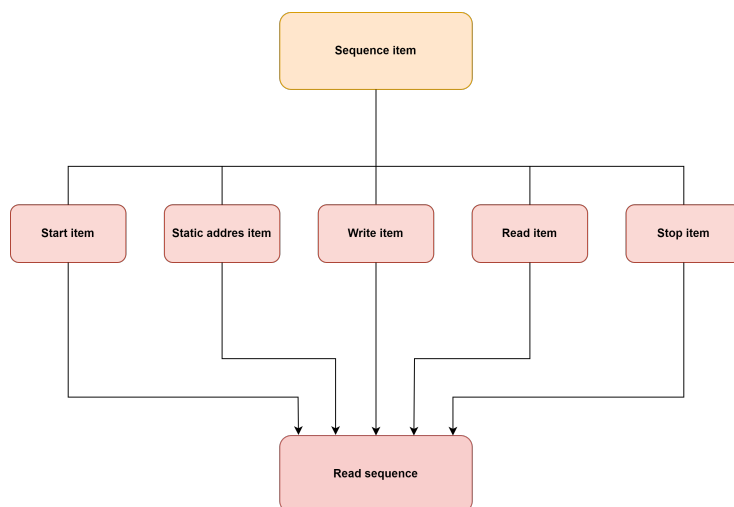 Sequence item
Start item
Static addres item
Write item
Read item
Stop item
Read sequence